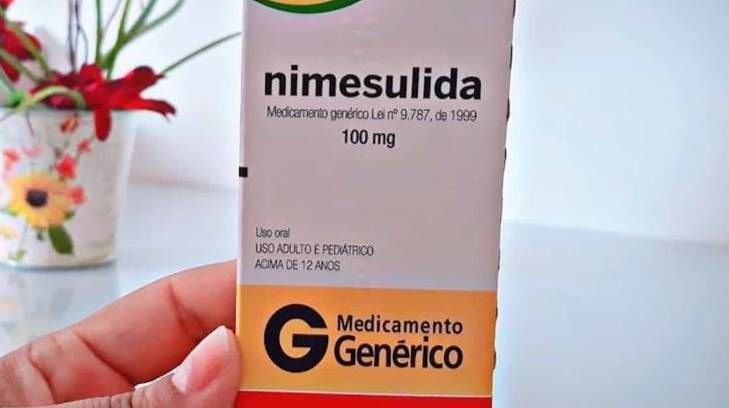 nimesulida
Medicamento genérico Lei nº 9.787, de 1999
100 mg
Uso oral
USO ADULTO E PEDIÁTRICO
ACIMA DE 12 ANOS
G Medicamento
Genérico